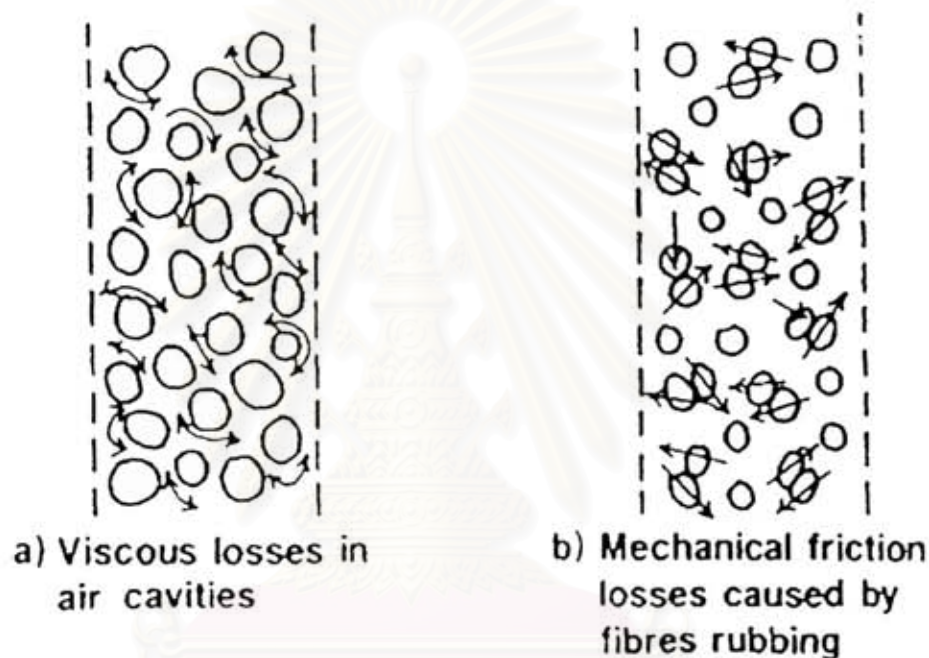 a) Viscous losses in
air cavities
b) Mechanical friction
losses caused by
fibres rubbing